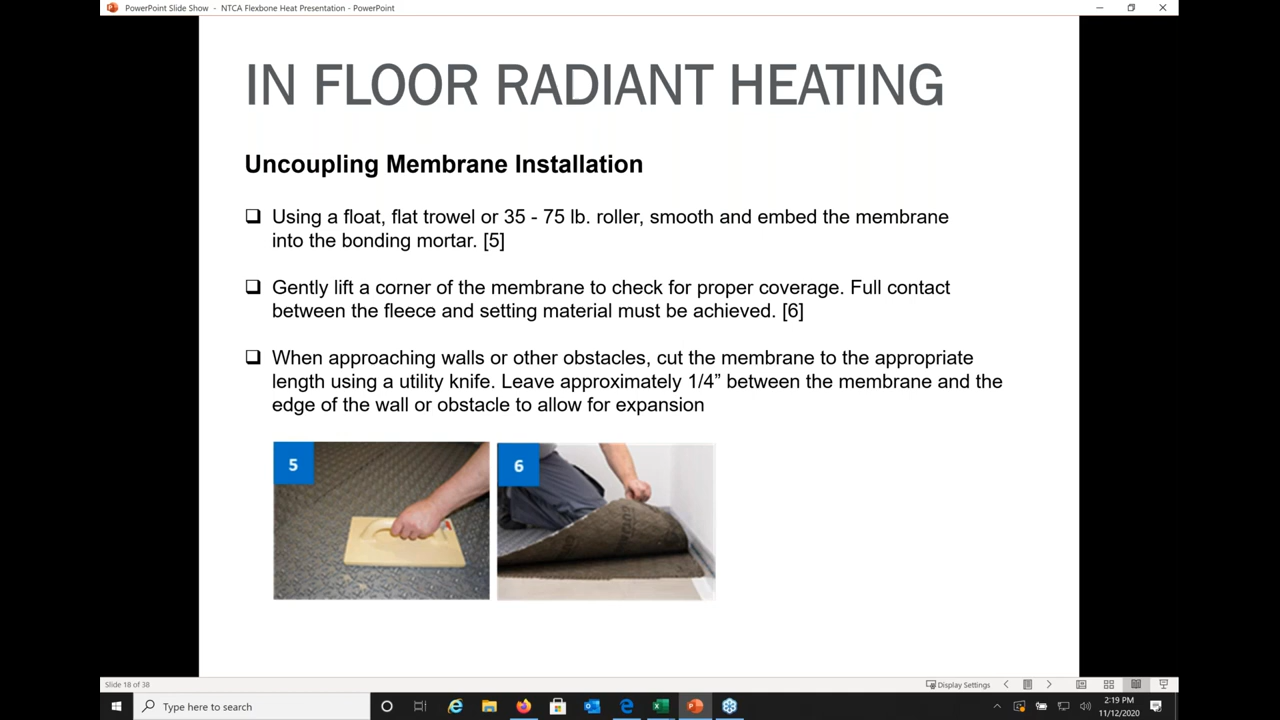 PowerPoint Slide Show - NTCA Flexbone Heat Presentation - PowerPoint
IN FLOOR RADIANT HEATING
Uncoupling Membrane Installation
Using a float, flat trowel or 35 - 75 lb. roller, smooth and embed the membrane
into the bonding mortar. [5]
Gently lift a corner of the membrane to check for proper coverage. Full contact
between the fleece and setting material must be achieved. [6]
When approaching walls or other obstacles, cut the membrane to the appropriate
length using a utility knife. Leave approximately 1/4” between the membrane and the
edge of the wall or obstacle to allow for expansion
5
6
Slide 18 of 38
Display Settings
Type here to search
2:19 PM
11/12/2020